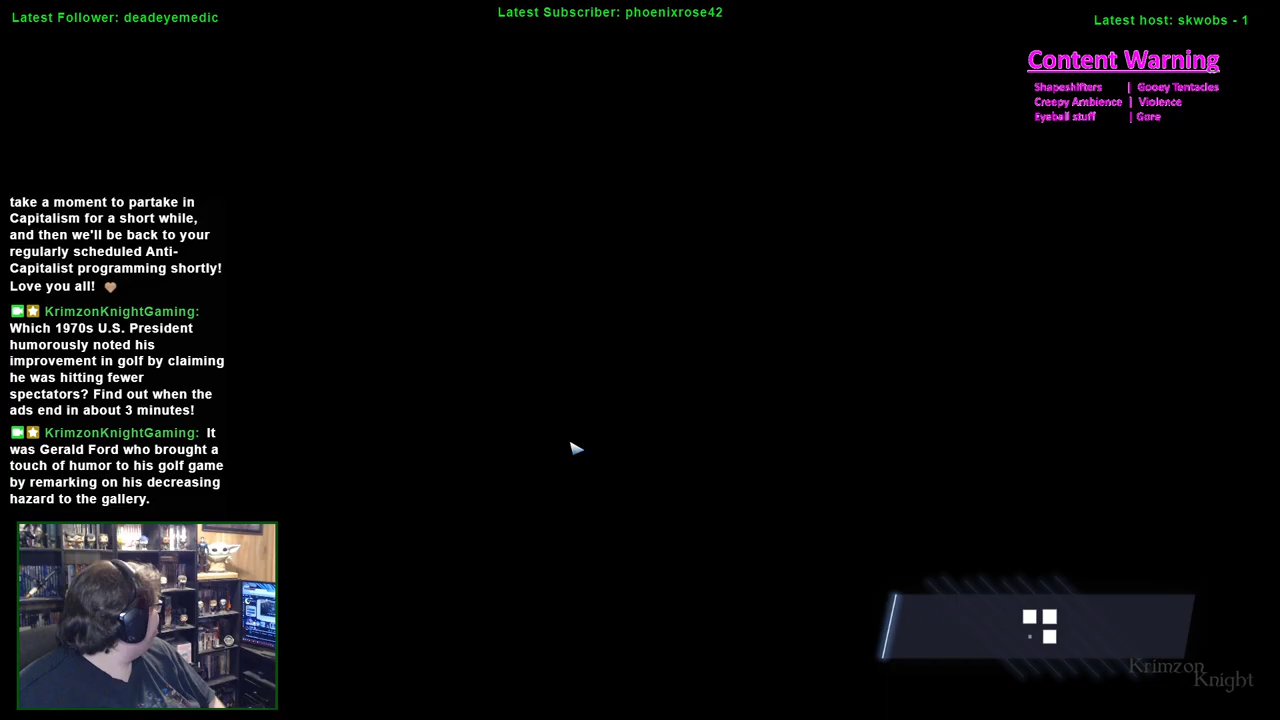 Latest Follower: deadeyemedic
Latest Subscriber: phoenixrose42
Latest host: skwobs - 1
Content Warning
Shapeshifters | Gooey Tentacles
Creepy Ambience | Violence
Eyeball stuff | Gore
take a moment to partake in
Capitalism for a short while,
and then we'll be back to your
regularly scheduled Anti-
Capitalist programming shortly!
Love you all!
KrimzonKnightGaming:
Which 1970s U.S. President
humorously noted his
improvement in golf by claiming
he was hitting fewer
spectators? Find out when the
ads end in about 3 minutes!
KrimzonKnightGaming: It
was Gerald Ford who brought a
touch of humor to his golf game
by remarking on his decreasing
hazard to the gallery.
Krimzon
Knight